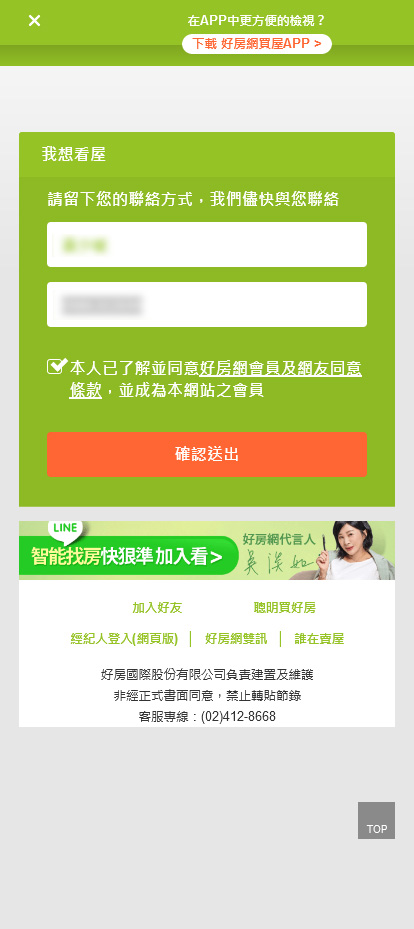 ×
在APP中更方便的檢視？
下載 好房網買屋APP >
我想看屋
請留下您的聯絡方式，我們儘快與您聯絡
本人已了解並同意好房網會員及網友同意
條款，並成為本網站之會員
確認送出
LINE
智能找房快狠準 加入看>
好房網代言人
加入好友
聰明買好房
經紀人登入(網頁版) | 好房網雙訊 | 誰在賣屋
好房國際股份有限公司負責建置及維護
非經正式書面同意，禁止轉貼節錄
客服專線：(02)412-8668
TOP